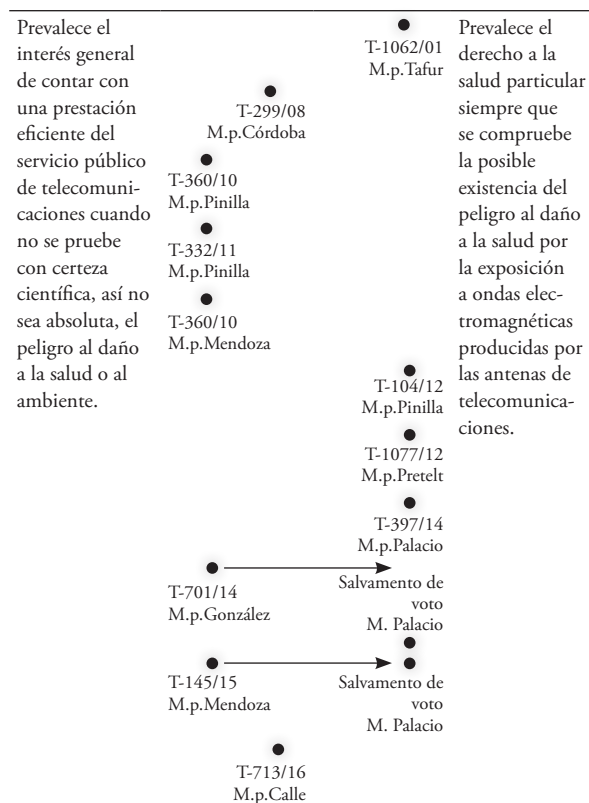 Prevalece el
interés general
de contar con
una prestación
eficiente del
servicio público
de telecomuni-
caciones cuando
no se pruebe
con certeza
científica, así no
sea absoluta, el
peligro al daño
a la salud o al
ambiente.
T-1062/01
M.p.Tafur
T-299/08
M.p.Córdoba
T-360/10
M.p.Pinilla
T-332/11
M.p.Pinilla
T-360/10
M.p.Mendoza
T-104/12
M.p.Pinilla
T-1077/12
M.p.Pretelt
T-397/14
M.p.Palacio
T-701/14
M.p.González
Salvamento de
voto
M. Palacio
T-145/15
M.p.Mendoza
Salvamento de
voto
M. Palacio
T-713/16
M.p.Calle
Prevalece el
derecho a la
salud particular
siempre que
se compruebe
la posible
existencia del
peligro al daño
a la salud por
la exposición
a ondas elec-
tromagnéticas
producidas por
las antenas de
telecomunica-
ciones.